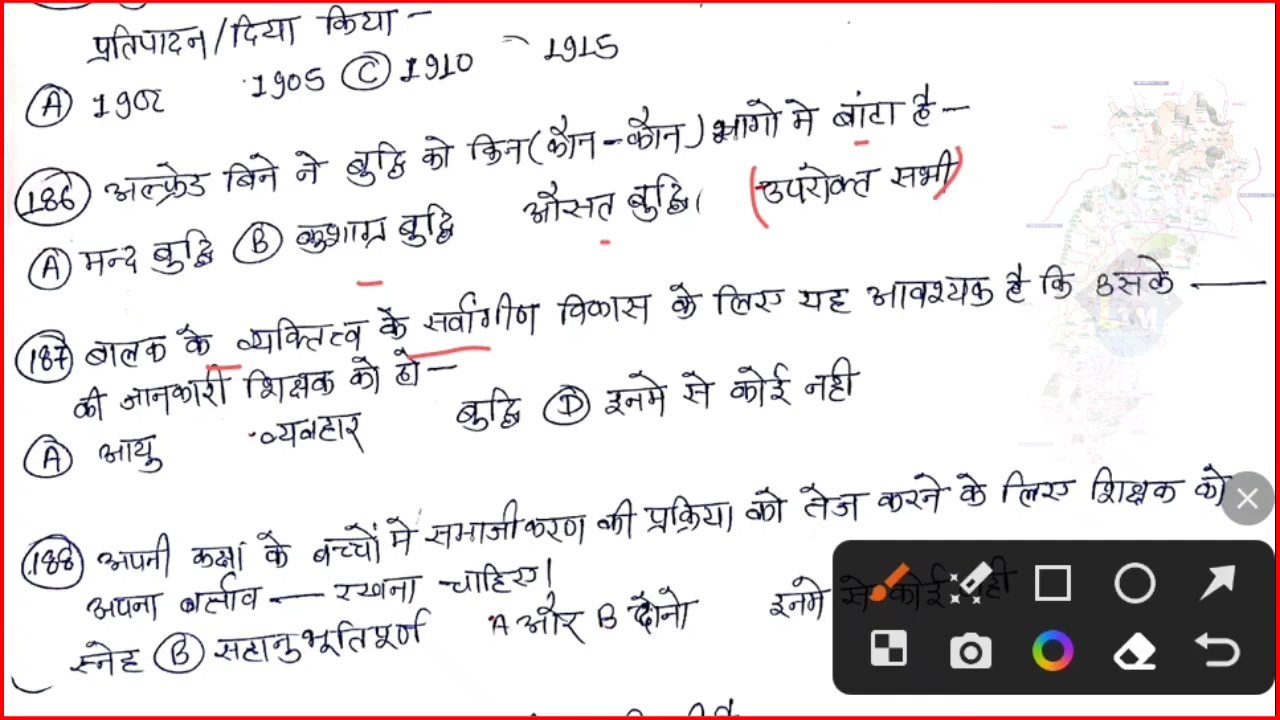 प्रतिपादन/दिया किया –
(A) 1902 1905 (C) 1910 1915
(186) अल्फ्रेड बिने ने बुद्धि को किन (कौन-कौन) भागो मे बांटा है –
(A) मन्द बुद्धि (B) कुशाग्र बुद्धि औसत बुद्धि (उपरोक्त सभी)
(187) बालक के व्यक्तित्व के सर्वागीण विकास के लिए यह आवश्यक है कि उसके ——
की जानकारी शिक्षक को हो –
(A) आयु व्यवहार बुद्धि (D) इनमे से कोई नही
(188) अपनी कक्षा के बच्चों मे समाजीकरण की प्रक्रिया को तेज करने के लिए शिक्षक को
अपना बर्ताव —— रखना चाहिए!
स्नेह (B) सहानुभूतिपूर्ण A और B दोनो इनमे से कोई नही